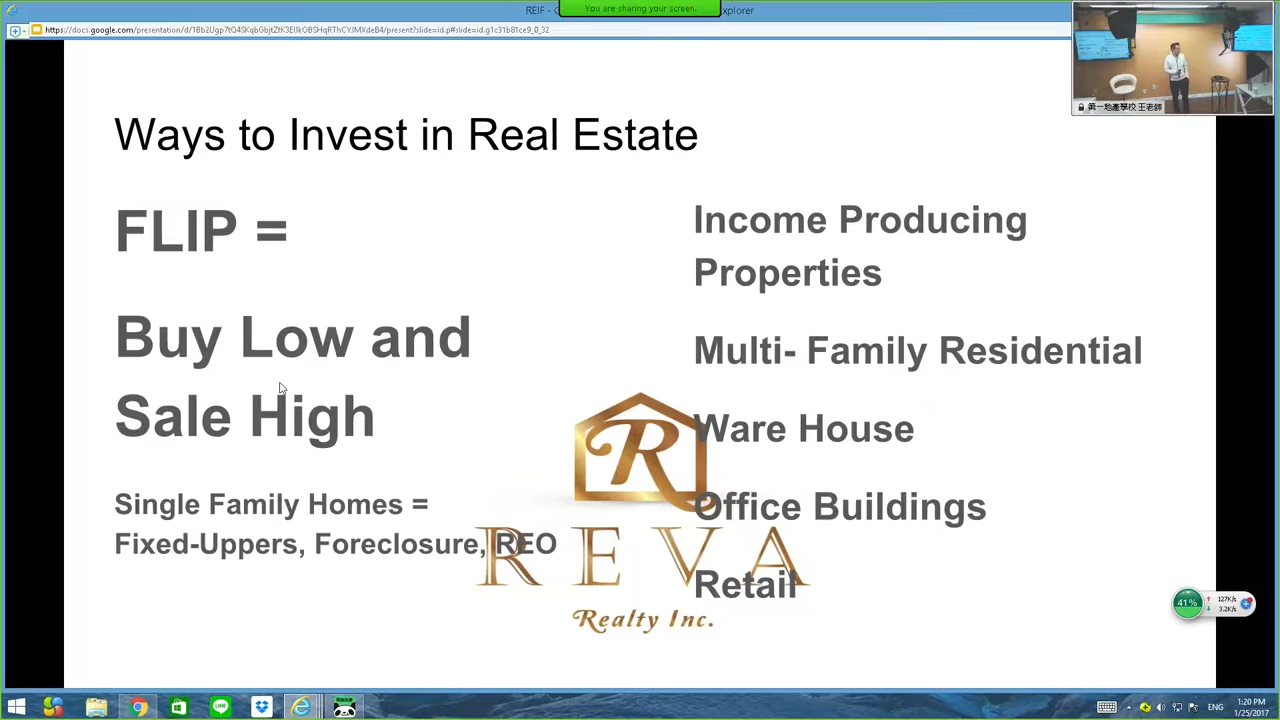 REIF - G
You are sharing your screen.
xplorer
https://docs.google.com/presentation/d/1Bb2Ugp7tQ4SKqbGbjtZtK3EIJkOBSHqRThCYJMXdeB4/present?slide=id.p#slide=id.g1c31b81ce9_0_32
第一地產學校 王老師
Ways to Invest in Real Estate
FLIP =
Buy Low and
Sale High
Single Family Homes =
Fixed-Uppers, Foreclosure, REO
Income Producing
Properties
Multi- Family Residential
Ware House
Office Buildings
Retail
R
REVA
Realty Inc.
41%
127K/s
3.2K/s
ENG
1:20 PM
1/25/2017